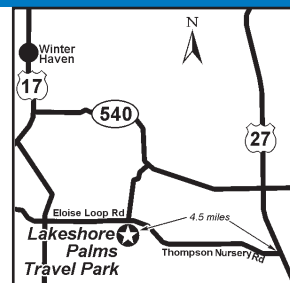 N
Winter
Haven
17
540
27
Eloise Loop Rd
4.5 miles
Lakeshore
Palms
Travel Park
Thompson Nursery Rd